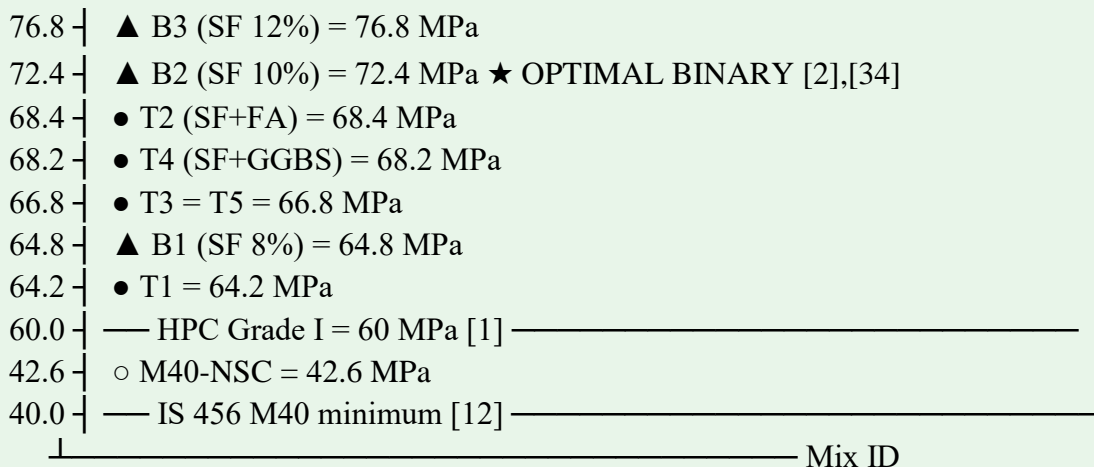 76.8 ┤ ▲ B3 (SF 12%) = 76.8 MPa
72.4 ┤ ▲ B2 (SF 10%) = 72.4 MPa ★ OPTIMAL BINARY [2],[34]
68.4 ┤ ● T2 (SF+FA) = 68.4 MPa
68.2 ┤ ● T4 (SF+GGBS) = 68.2 MPa
66.8 ┤ ● T3 = T5 = 66.8 MPa
64.8 ┤ ▲ B1 (SF 8%) = 64.8 MPa
64.2 ┤ ● T1 = 64.2 MPa
60.0 ┤ ── HPC Grade I = 60 MPa [1] ──────────────────────
42.6 ┤ ○ M40-NSC = 42.6 MPa
40.0 ┤ ── IS 456 M40 minimum [12] ───────────────────────
┴───────────────────────────── Mix ID